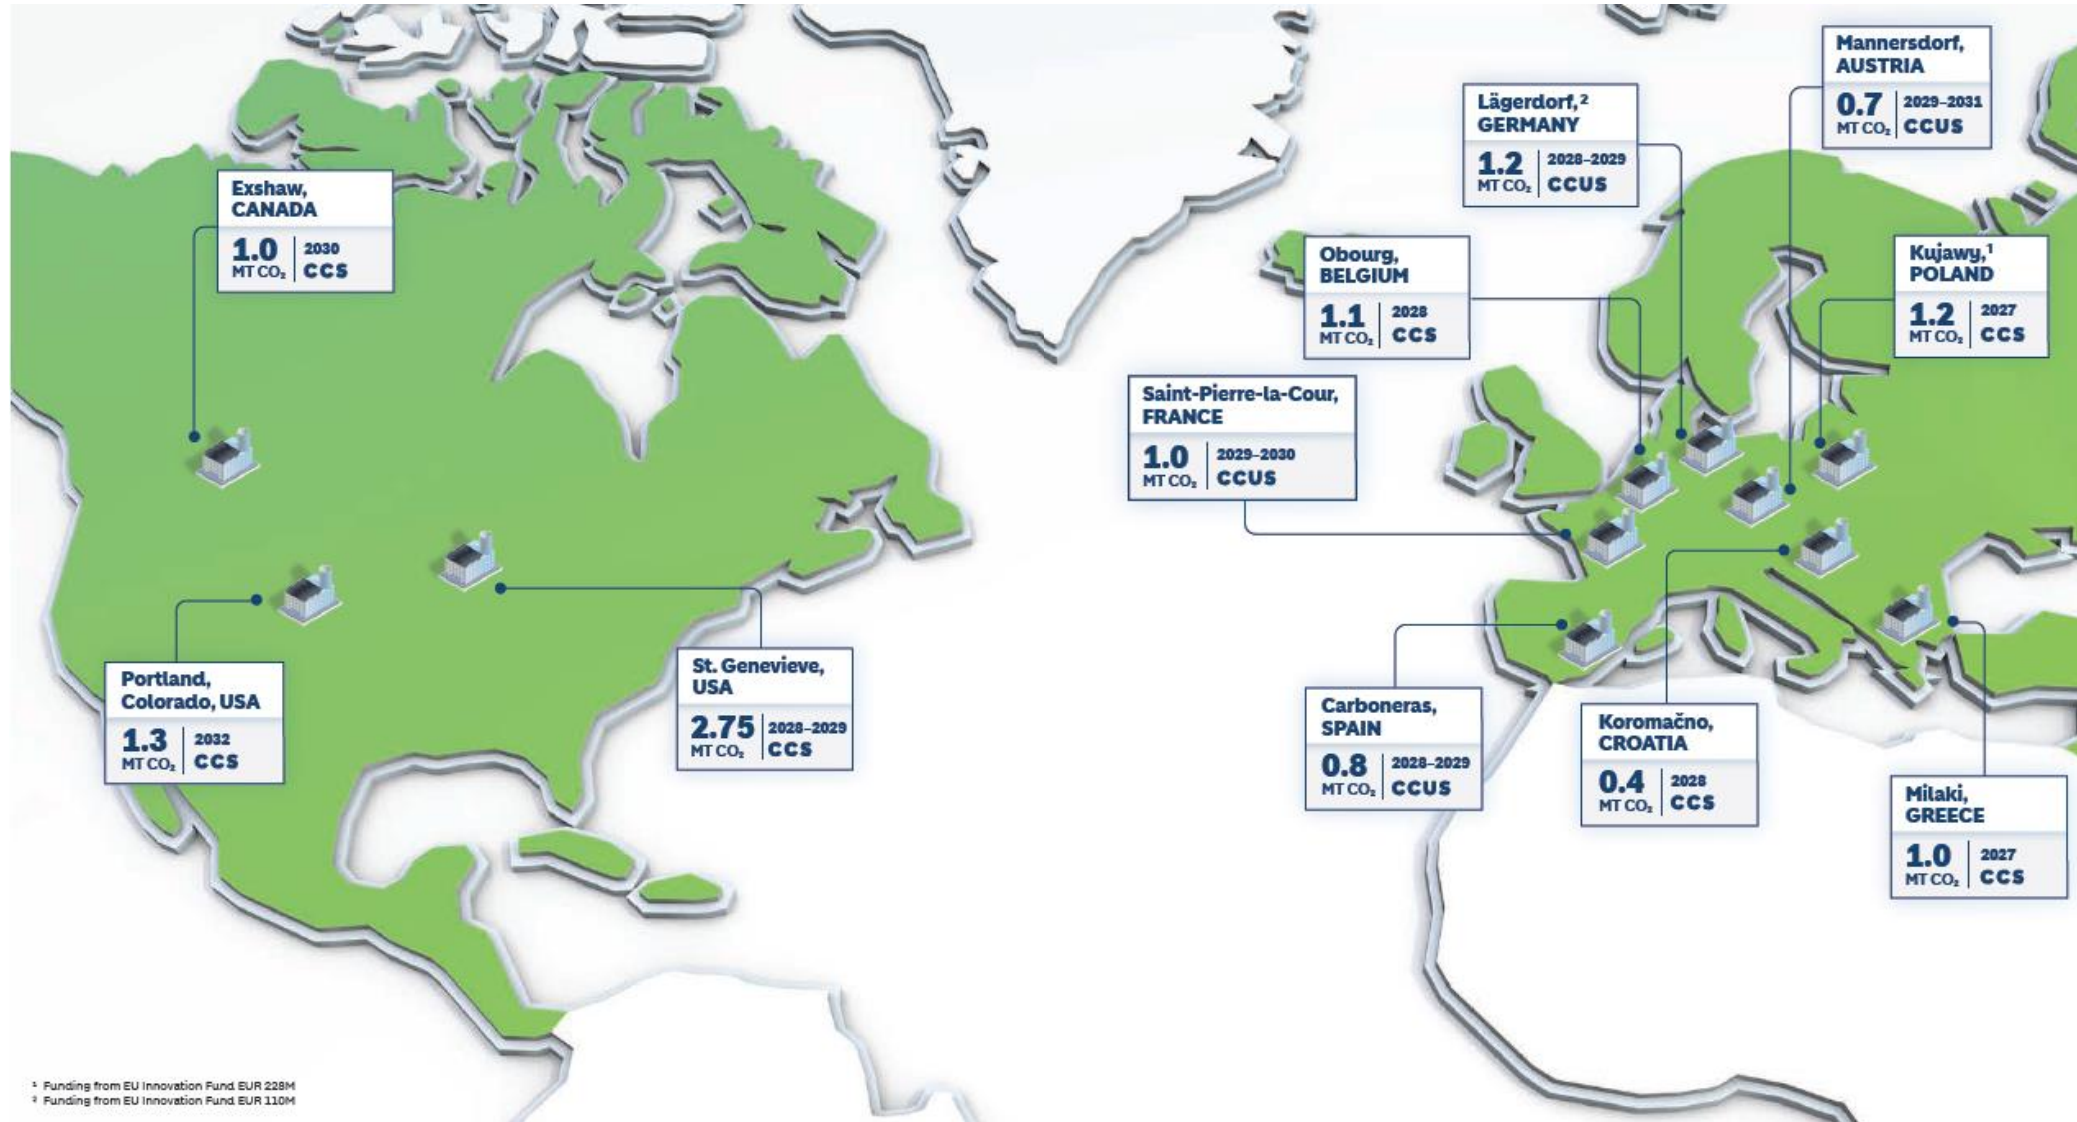 Exshaw,
CANADA
1.0
MT CO₂
2030
CCS
Portland,
Colorado, USA
1.3
MT CO₂
2032
CCS
St. Genevieve,
USA
2.75
MT CO₂
2028–2029
CCS
Saint-Pierre-la-Cour,
FRANCE
1.0
MT CO₂
2029–2030
CCUS
Obourg,
BELGIUM
1.1
MT CO₂
2028
CCS
Lägerdorf,²
GERMANY
1.2
MT CO₂
2028–2029
CCUS
Mannersdorf,
AUSTRIA
0.7
MT CO₂
2029–2031
CCUS
Kujawy,¹
POLAND
1.2
MT CO₂
2027
CCS
Carboneras,
SPAIN
0.8
MT CO₂
2028–2029
CCUS
Koromačno,
CROATIA
0.4
MT CO₂
2028
CCS
Milaki,
GREECE
1.0
MT CO₂
2027
CCS
¹ Funding from EU Innovation Fund EUR 228M
² Funding from EU Innovation Fund EUR 110M